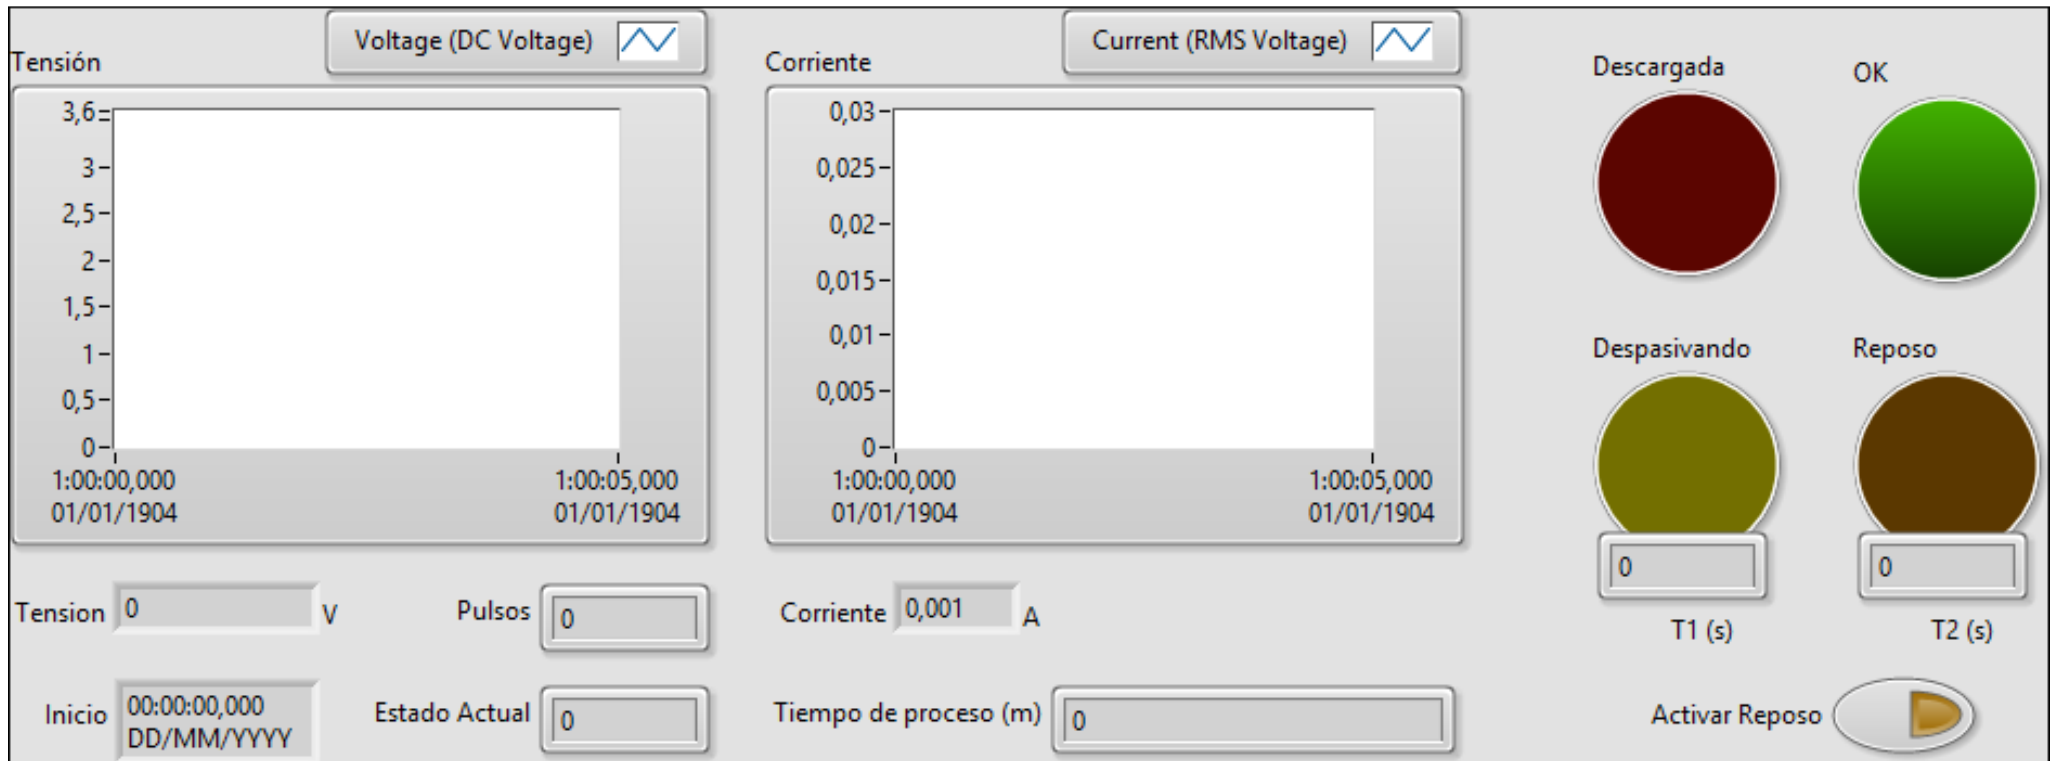 Voltage (DC Voltage)
Tensión
3,6
3
2,5
2
1,5
1
0,5
0
1:00:00,000
01/01/1904
1:00:05,000
01/01/1904
Current (RMS Voltage)
Corriente
0,03
0,025
0,02
0,015
0,01
0,005
0
1:00:00,000
01/01/1904
1:00:05,000
01/01/1904
Descargada
OK
Despasivando
Reposo
0
0
T1 (s)
T2 (s)
Tension 0 V
Pulsos 0
Corriente 0,001 A
Inicio 00:00:00,000
DD/MM/YYYY
Estado Actual 0
Tiempo de proceso (m) 0
Activar Reposo